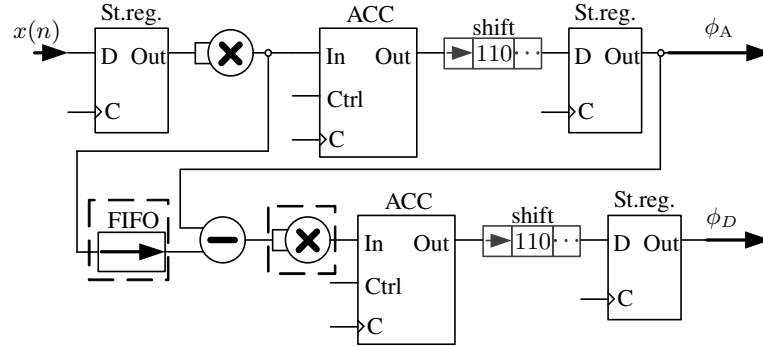 St.reg. ACC shift St.reg.
x(n) D Out In Out 110 ··· D Out ϕA
C Ctrl C
C
FIFO ACC shift St.reg.
In Out 110 ··· D Out ϕD
Ctrl C
C